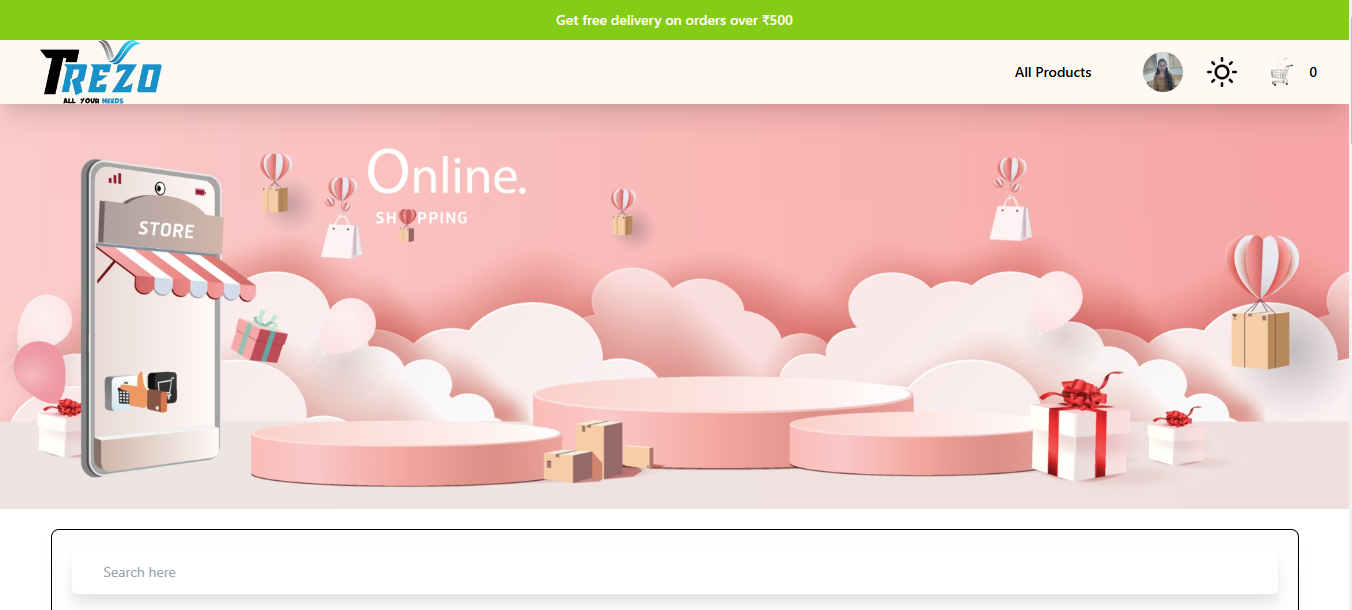 Get free delivery on orders over ₹500
TREZO
ALL YOUR NEEDS
All Products
0
Online.
SHOPPING
STORE
Search here